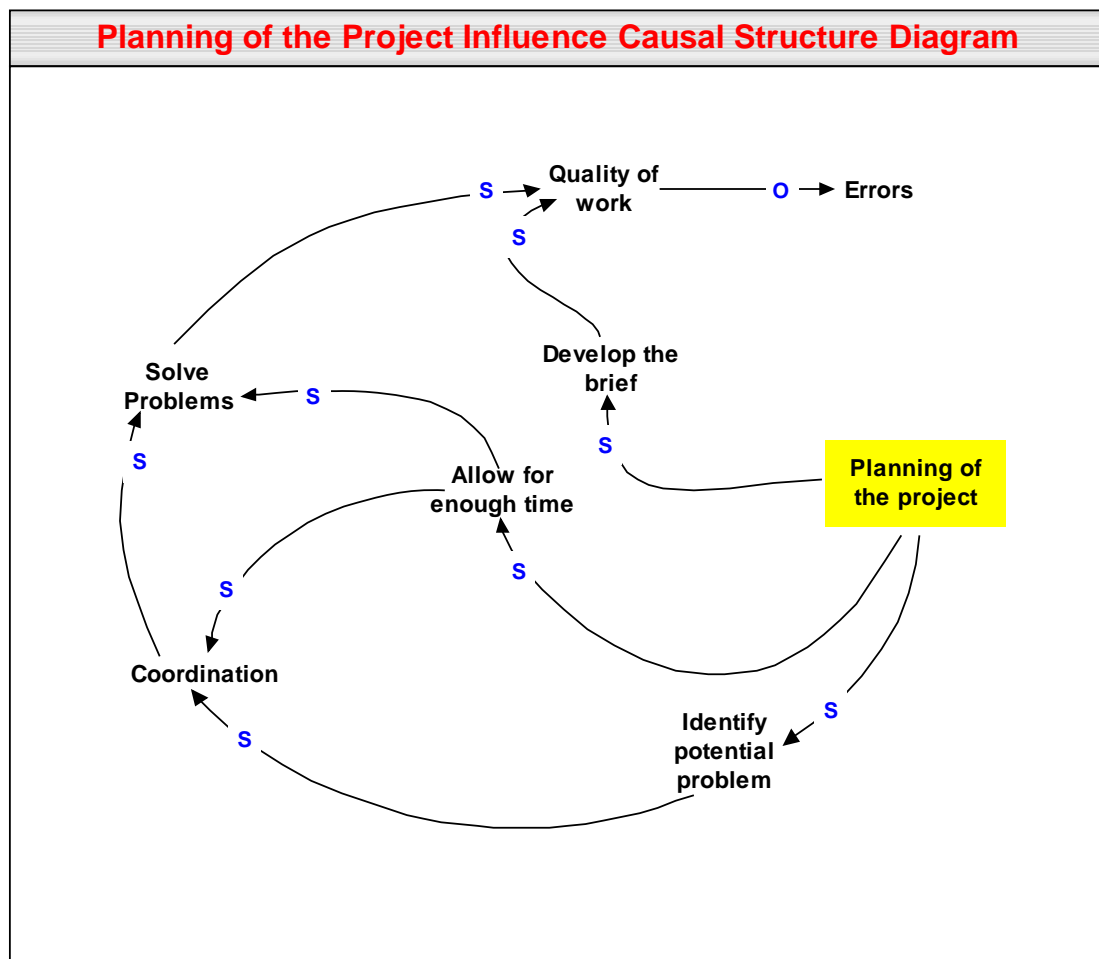 Planning of the Project Influence Causal Structure Diagram
Quality of
work
S
O
Errors
S
Develop the
brief
Solve
Problems
S
S
S
Planning of
the project
S
Allow for
enough time
S
S
Coordination
Identify
potential
problem
S
S